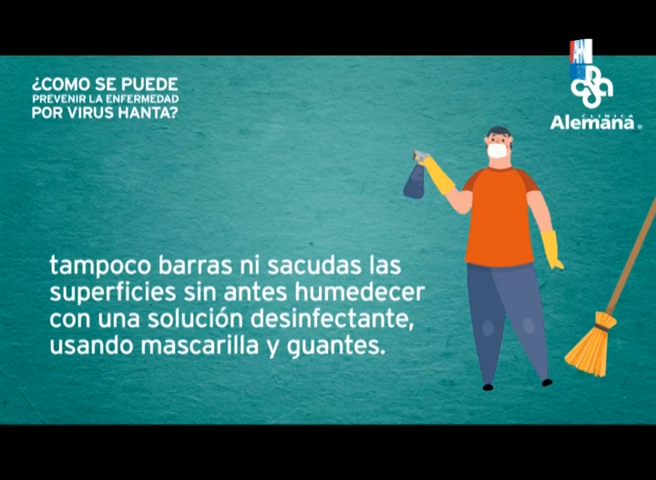 ¿COMO SE PUEDE
PREVENIR LA ENFERMEDAD
POR VIRUS HANTA?
CLINICA
Alemana
tampoco barras ni sacudas las
superficies sin antes humedecer
con una solución desinfectante,
usando mascarilla y guantes.